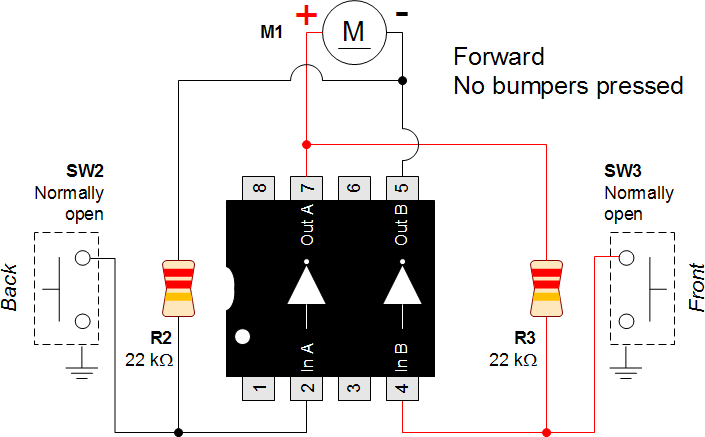 +
-
M1
M
Forward
No bumpers pressed
SW2
Normally
open
8
7
6
5
SW3
Normally
open
Out A
Out B
Back
Front
R2
22 kΩ
R3
22 kΩ
In A
In B
1
2
3
4